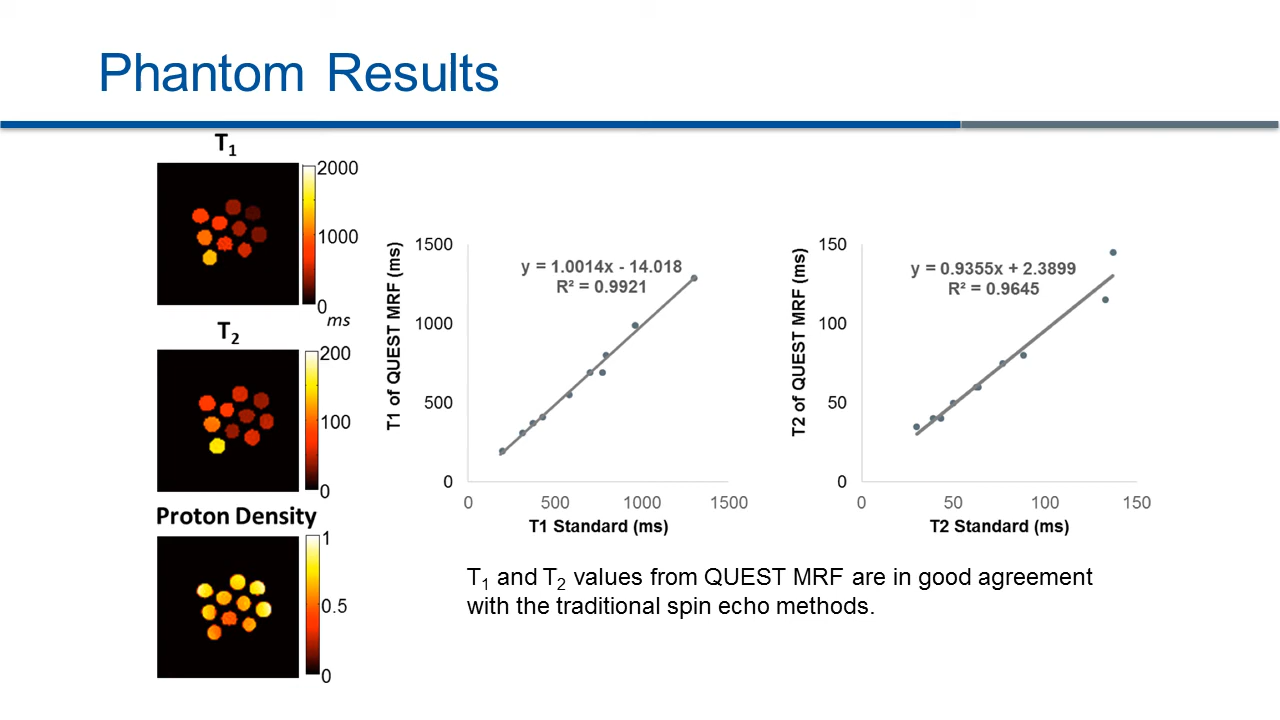 Phantom Results
T1
2000
1000
0
ms
T2
200
100
0
Proton Density
1
0.5
0
T1 of QUEST MRF (ms)
1500
1000
500
0
y = 1.0014x - 14.018
R² = 0.9921
0 500 1000 1500
T1 Standard (ms)
T2 of QUEST MRF (ms)
150
100
50
0
y = 0.9355x + 2.3899
R² = 0.9645
0 50 100 150
T2 Standard (ms)
T1 and T2 values from QUEST MRF are in good agreement
with the traditional spin echo methods.